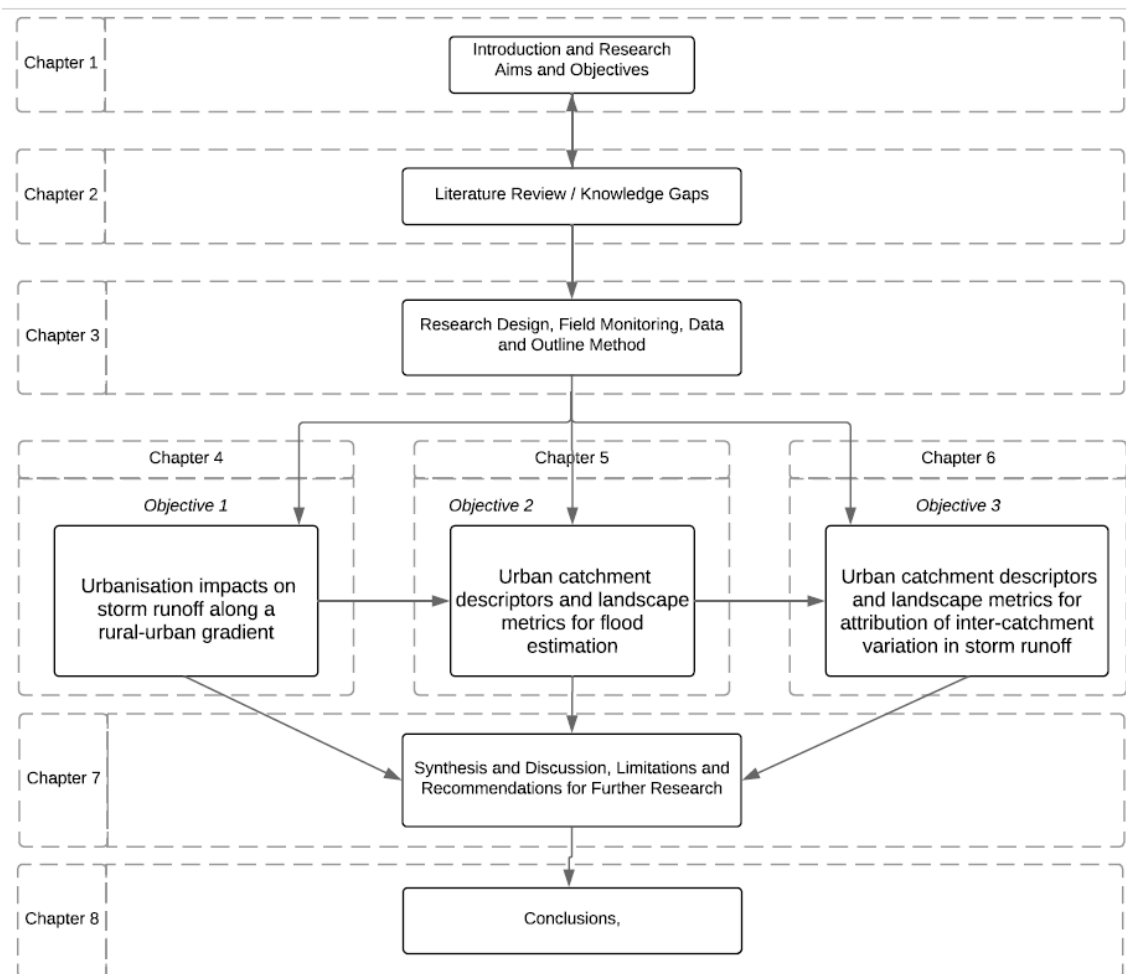 Chapter 1
Introduction and Research
Aims and Objectives
Chapter 2
Literature Review / Knowledge Gaps
Chapter 3
Research Design, Field Monitoring, Data
and Outline Method
Chapter 4
Chapter 5
Chapter 6
Objective 1
Objective 2
Objective 3
Urbanisation impacts on
storm runoff along a
rural-urban gradient
Urban catchment
descriptors and landscape
metrics for flood
estimation
Urban catchment descriptors
and landscape metrics for
attribution of inter-catchment
variation in storm runoff
Chapter 7
Synthesis and Discussion, Limitations and
Recommendations for Further Research
Chapter 8
Conclusions,